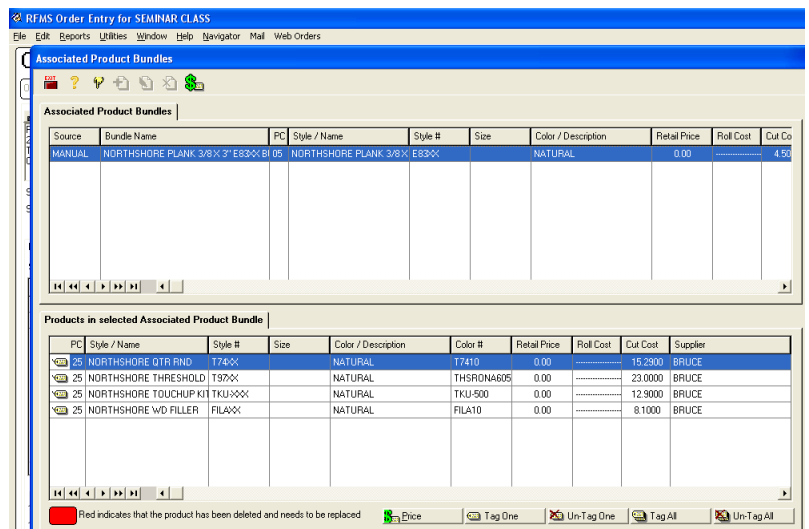 RFMS Order Entry for SEMINAR CLASS
File Edit Reports Utilities Window Help Navigator Mail Web Orders
Associated Product Bundles
EXIT
Associated Product Bundles
Source Bundle Name PC Style / Name Style # Size Color / Description Retail Price Roll Cost Cut Co
MANUAL NORTHSHORE PLANK 3/8 X 3" E83XX BU 05 NORTHSHORE PLANK 3/8 X E83XX NATURAL 0.00 ---------------- 4.50
Products in selected Associated Product Bundle
PC Style / Name Style # Size Color / Description Color # Retail Price Roll Cost Cut Cost Supplier
25 NORTHSHORE QTR RND T74XX NATURAL T7410 0.00 ---------------- 15.2900 BRUCE
25 NORTHSHORE THRESHOLD T97XX NATURAL THSRONA605 0.00 ---------------- 23.0000 BRUCE
25 NORTHSHORE TOUCHUP KIT TKU-XXX NATURAL TKU-500 0.00 ---------------- 12.9000 BRUCE
25 NORTHSHORE WD FILLER FILAXX NATURAL FILA10 0.00 ---------------- 8.1000 BRUCE
Red indicates that the product has been deleted and needs to be replaced Price Tag One Un-Tag One Tag All Un-Tag All